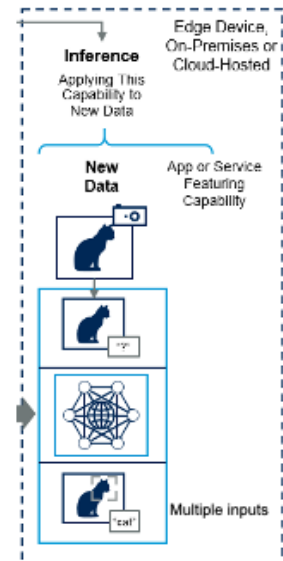 Edge Device,
On-Premises or
Cloud-Hosted
Inference
Applying This
Capability to
New Data
New
Data
App or Service
Featuring
Capability
"?"
"cat"
Multiple inputs